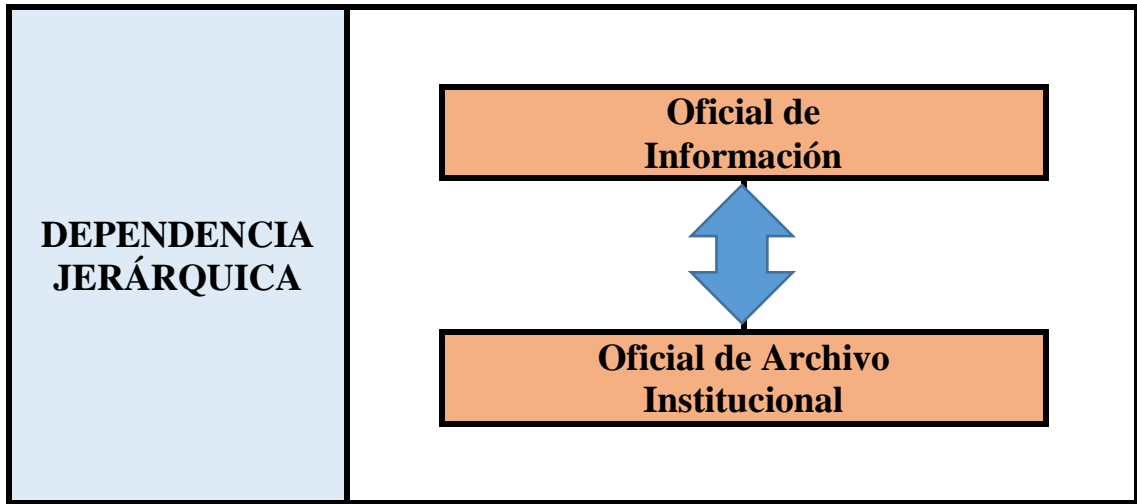 DEPENDENCIA
JERÁRQUICA
Oficial de
Información
Oficial de Archivo
Institucional